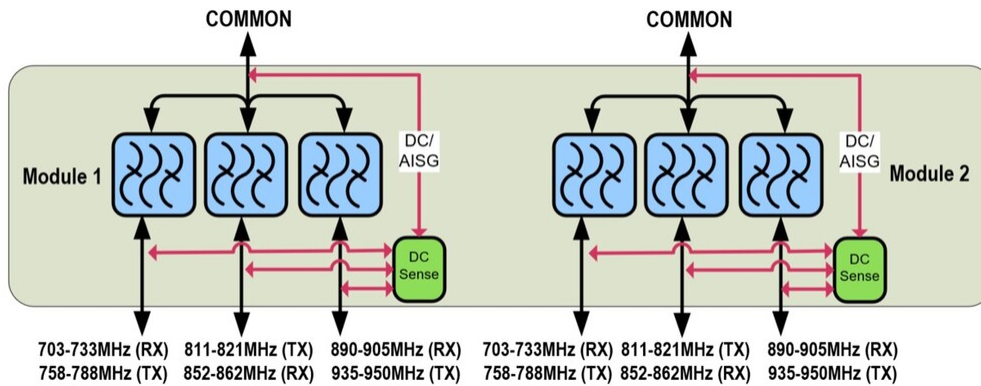 COMMON
COMMON
DC/
AISG
DC/
AISG
Module 1
Module 2
DC
Sense
DC
Sense
703-733MHz (RX) 811-821MHz (TX) 890-905MHz (RX) 703-733MHz (RX) 811-821MHz (TX) 890-905MHz (RX)
758-788MHz (TX) 852-862MHz (RX) 935-950MHz (TX) 758-788MHz (TX) 852-862MHz (RX) 935-950MHz (TX)